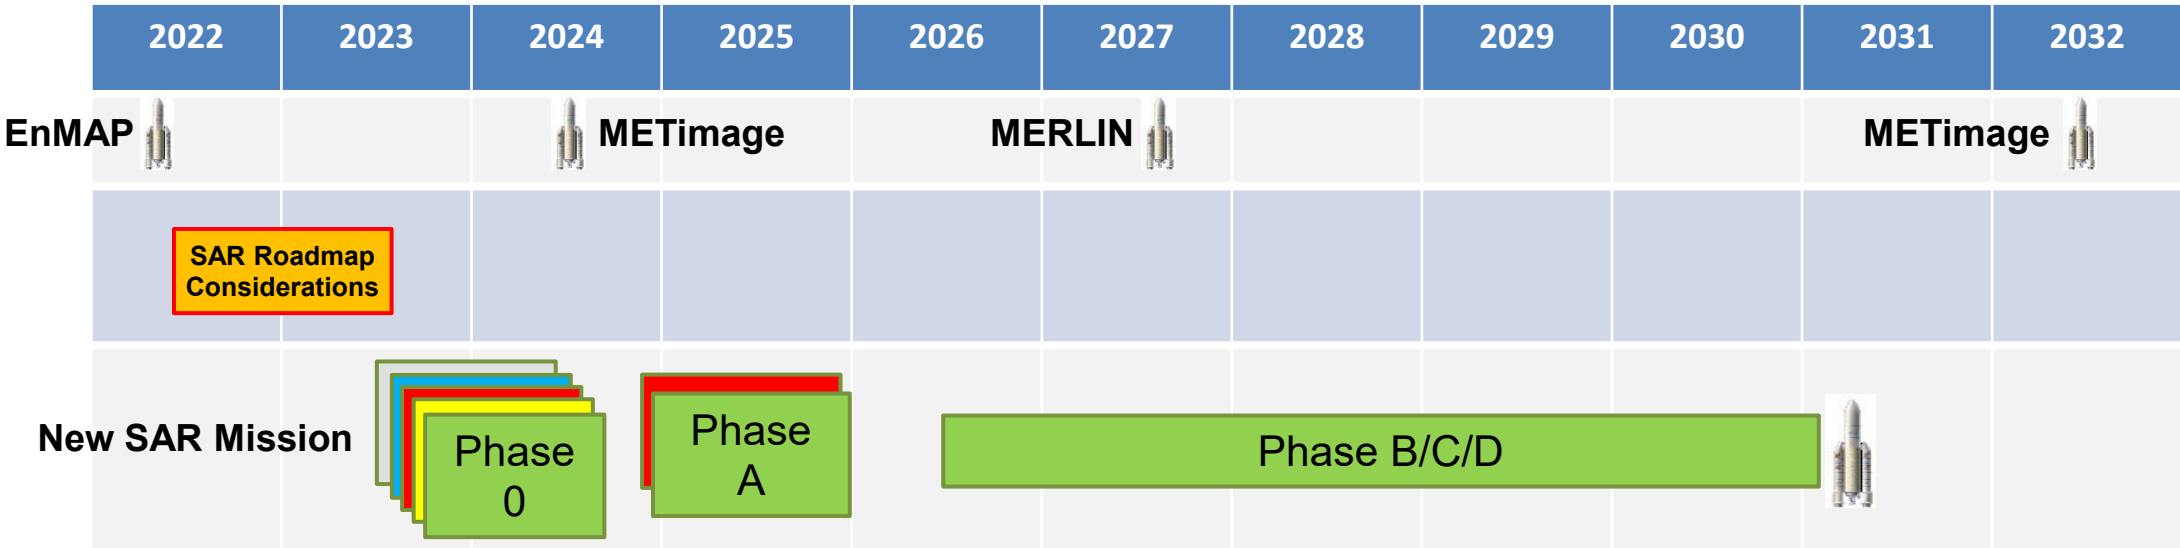 2022 2023 2024 2025 2026 2027 2028 2029 2030 2031 2032
EnMAP METimage MERLIN METimage
SAR Roadmap
Considerations
New SAR Mission
Phase
0
Phase
A
Phase B/C/D